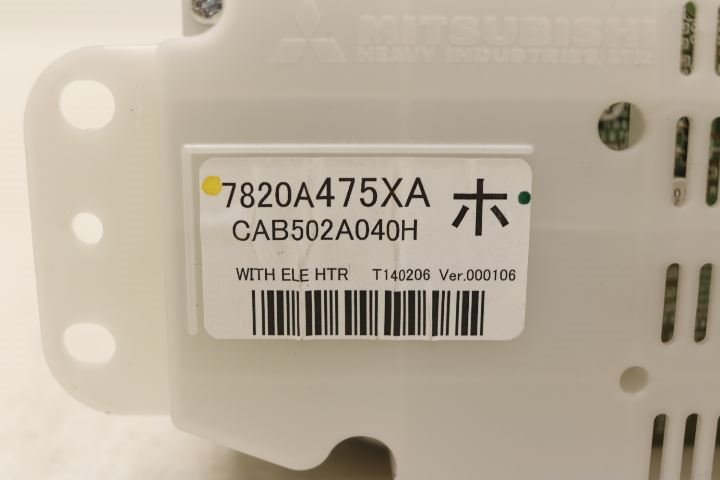 MITSUBISHI
HEAVY INDUSTRIES, LTD.
7820A475XA ホ
CAB502A040H
WITH ELE HTR T140206 Ver.000106